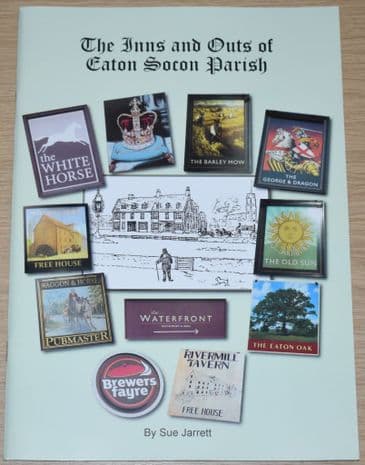 The Inns and Outs of
Eaton Socon Parish
the
WHITE
HORSE
THE BARLEY MOW
THE
GEORGE & DRAGON
FREE HOUSE
THE OLD SUN
WAGGON & HORSES
PUBMASTER
The
WATERFRONT
THE EATON OAK
Brewers
fayre
RIVERMILL
TAVERN
FREE HOUSE
By Sue Jarrett